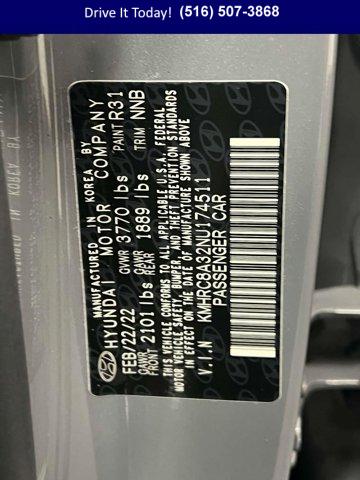 Drive It Today! (516) 507-3868
MANUFACTURED IN KOREA BY
HYUNDAI MOTOR COMPANY
FEB/22/22 GVWR 3770 lbs PAINT R31
GAWR FRONT 2101 lbs GAWR REAR 1889 lbs TRIM NNB
THIS VEHICLE CONFORMS TO ALL APPLICABLE U.S.A. FEDERAL
MOTOR VEHICLE SAFETY, BUMPER, AND THEFT PREVENTION STANDARDS
IN EFFECT ON THE DATE OF MANUFACTURE SHOWN ABOVE.
V.I.N KMHRC8A32NU174511
PASSENGER CAR